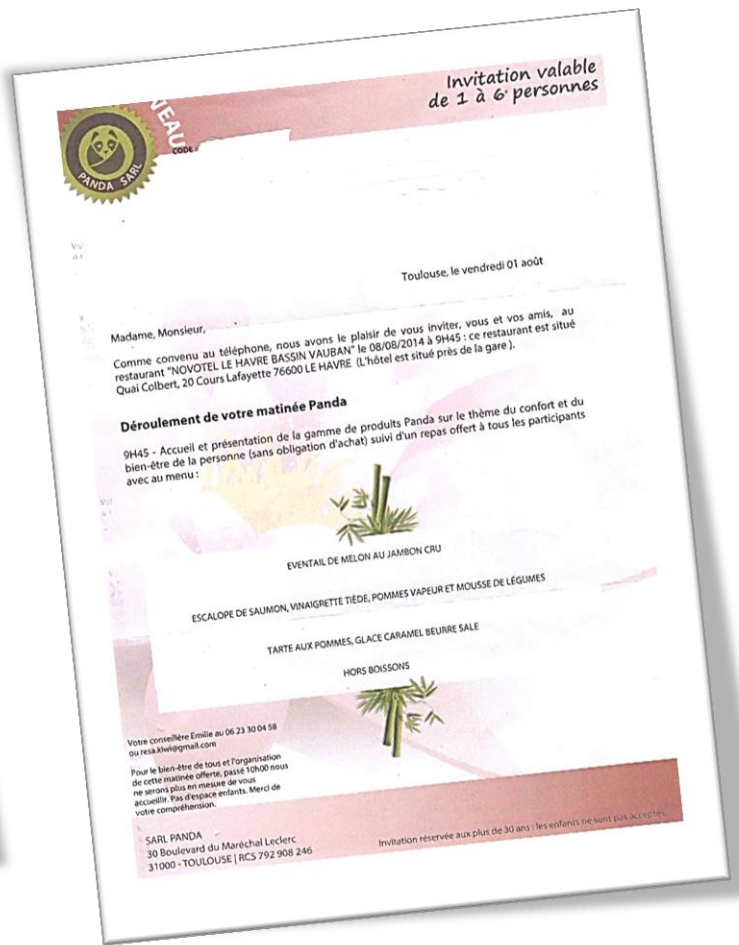 Invitation valable
de 1 à 6 personnes
NEAU
CODE :
PANDA SARL
Toulouse, le vendredi 01 août
Madame, Monsieur,
Comme convenu au téléphone, nous avons le plaisir de vous inviter, vous et vos amis, au
restaurant "NOVOTEL LE HAVRE BASSIN VAUBAN" le 08/08/2014 à 9H45 : ce restaurant est situé
Quai Colbert, 20 Cours Lafayette 76600 LE HAVRE (L'hôtel est situé près de la gare ).
Déroulement de votre matinée Panda
9H45 - Accueil et présentation de la gamme de produits Panda sur le thème du confort et du
bien-être de la personne (sans obligation d'achat) suivi d'un repas offert à tous les participants
avec au menu :
EVENTAIL DE MELON AU JAMBON CRU
ESCALOPE DE SAUMON, VINAIGRETTE TIÈDE, POMMES VAPEUR ET MOUSSE DE LÉGUMES
TARTE AUX POMMES, GLACE CARAMEL BEURRE SALE
HORS BOISSONS
Votre conseillère Emilie au 06 23 30 04 58
ou resa.kiwi@gmail.com
Pour le bien-être de tous et l'organisation
de cette matinée offerte, passé 10h00 nous
ne serons plus en mesure de vous
accueillir. Pas d'espace enfants. Merci de
votre compréhension.
SARL PANDA
30 Boulevard du Maréchal Leclerc
31000 - TOULOUSE | RCS 792 908 246
Invitation réservée aux plus de 30 ans : les enfants ne sont pas acceptés